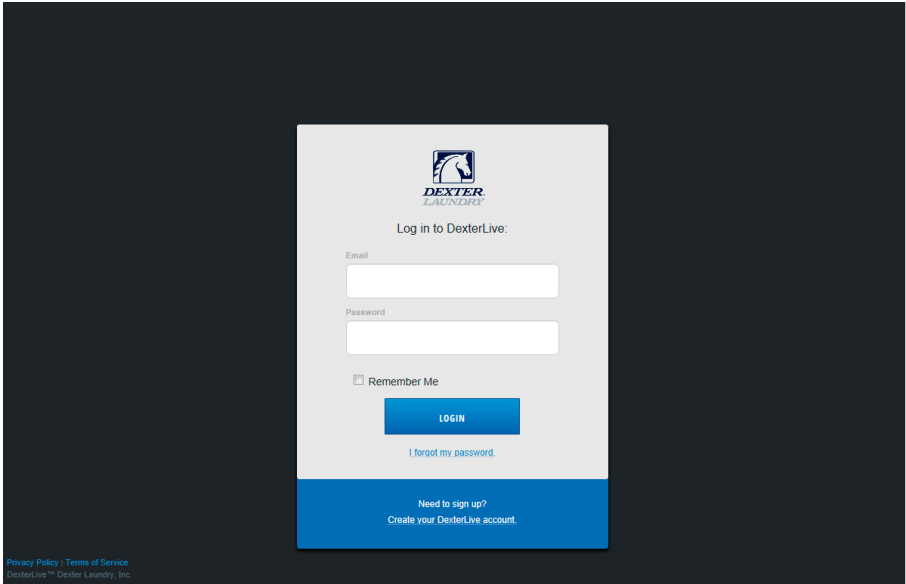 DEXTER
LAUNDRY
Log in to DexterLive:
Email
Password
Remember Me
LOGIN
I forgot my password.
Need to sign up?
Create your DexterLive account.
Privacy Policy | Terms of Service
DexterLive™ Dexter Laundry, Inc.